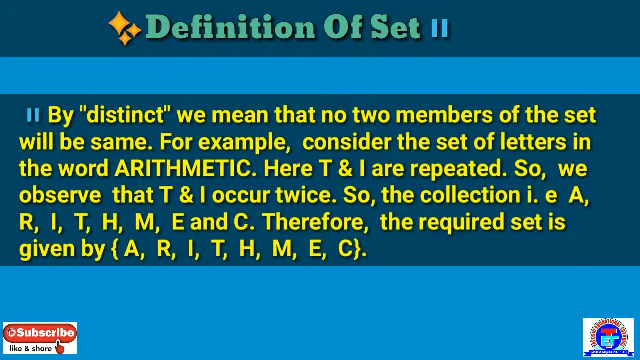 Definition Of Set
By "distinct" we mean that no two members of the set
will be same. For example, consider the set of letters in
the word ARITHMETIC. Here T & I are repeated. So, we
observe that T & I occur twice. So, the collection i. e A,
R, I, T, H, M, E and C. Therefore, the required set is
given by { A, R, I, T, H, M, E, C}.
Subscribe
like & share